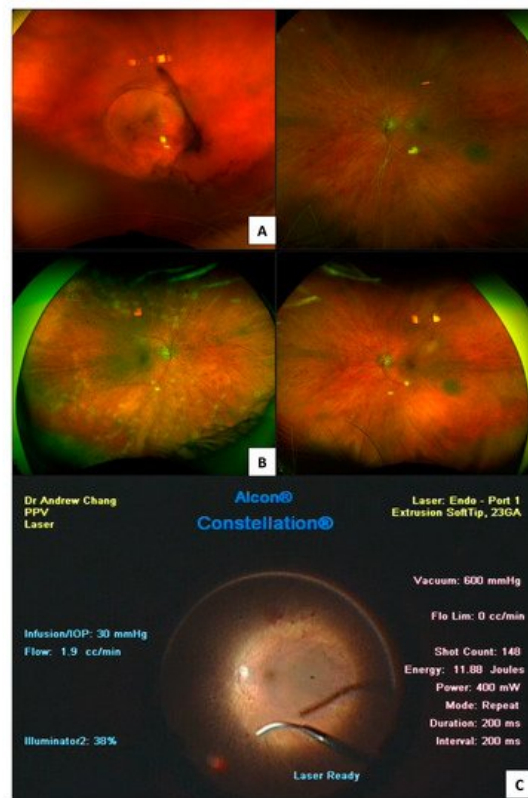 A
B
Dr Andrew Chang
PPV
Laser
Alcon®
Constellation®
Laser: Endo - Port 1
Extrusion SoftTip, 23GA
Vacuum: 600 mmHg
Infusion/IOP: 30 mmHg
Flow: 1.9 cc/min
Flo Lim: 0 cc/min
Shot Count: 148
Energy: 11.88 Joules
Power: 400 mW
Mode: Repeat
Duration: 200 ms
Interval: 200 ms
Illuminator2: 38%
Laser Ready
C